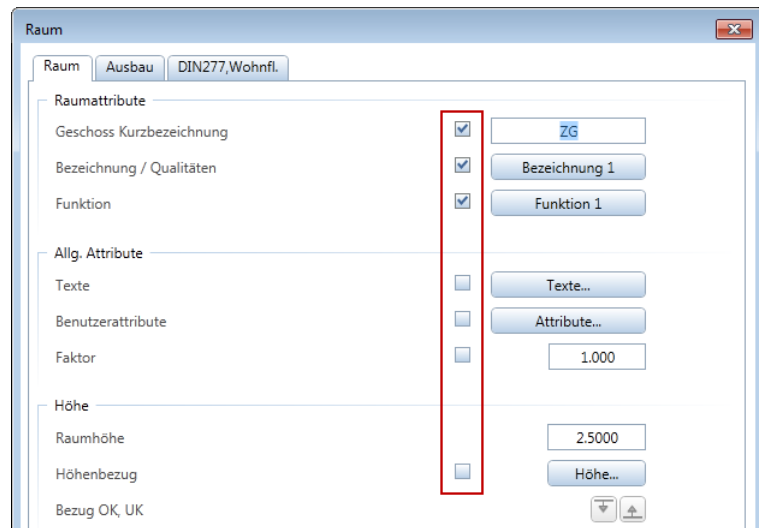 Raum
Raum Ausbau DIN277,Wohnfl.
Raumattribute
Geschoss Kurzbezeichnung ZG
Bezeichnung / Qualitäten Bezeichnung 1
Funktion Funktion 1
Allg. Attribute
Texte Texte...
Benutzerattribute Attribute...
Faktor 1.000
Höhe
Raumhöhe 2.5000
Höhenbezug Höhe...
Bezug OK, UK